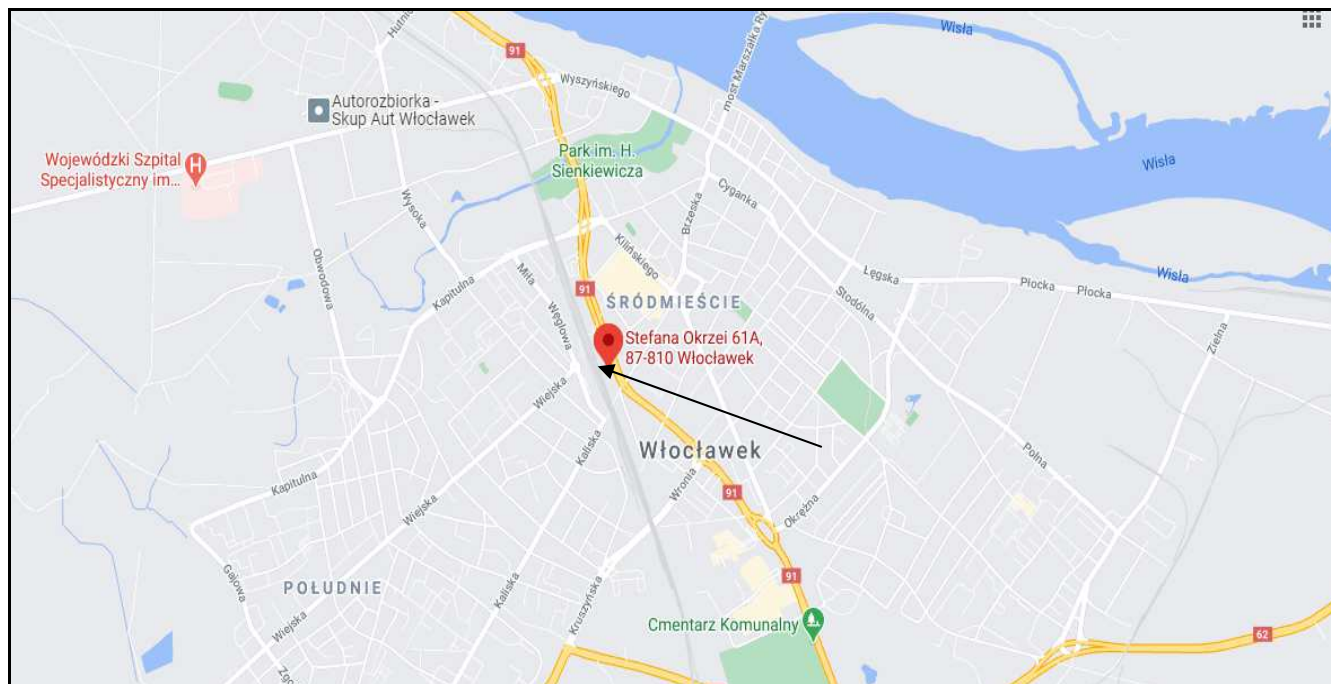 Hutnicza
91
Wisła
most Marszałka Ry
Wyszyńskiego
Autorozbiorka -
Skup Aut Włocławek
Park im. H.
Sienkiewicza
Wojewódzki Szpital
Specjalistyczny im...
H
Wisła
Cyganka
Wysoka
Brzeska
Kilińskiego
Obwodowa
Miła
Łęgska
Płocka
Płocka
Wisła
Kapitulna
91
ŚRÓDMIEŚCIE
Stodólna
Węglowa
Stefana Okrzei 61A,
87-810 Włocławek
Zielna
Wiejska
Kaliska
Włocławek
Polna
Kapitulna
Wronia
91
Wiejska
Okrężna
Gajowa
POŁUDNIE
Kaliska
91
Kruszyńska
Wiejska
Cmentarz Komunalny
62
Zgo